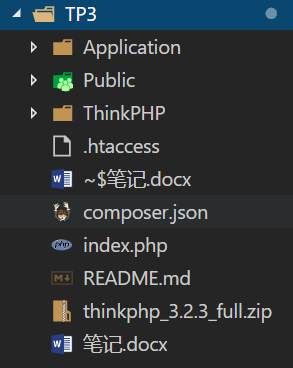 TP3
Application
Public
ThinkPHP
.htaccess
~$笔记.docx
composer.json
index.php
README.md
thinkphp_3.2.3_full.zip
笔记.docx